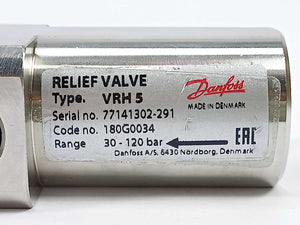 RELIEF VALVE
Danfoss
Type. VRH 5
MADE IN DENMARK
Serial no. 77141302-291
Code no. 180G0034
Range 30 - 120 bar EAC
Danfoss A/S, 6430 Nordborg, Denmark